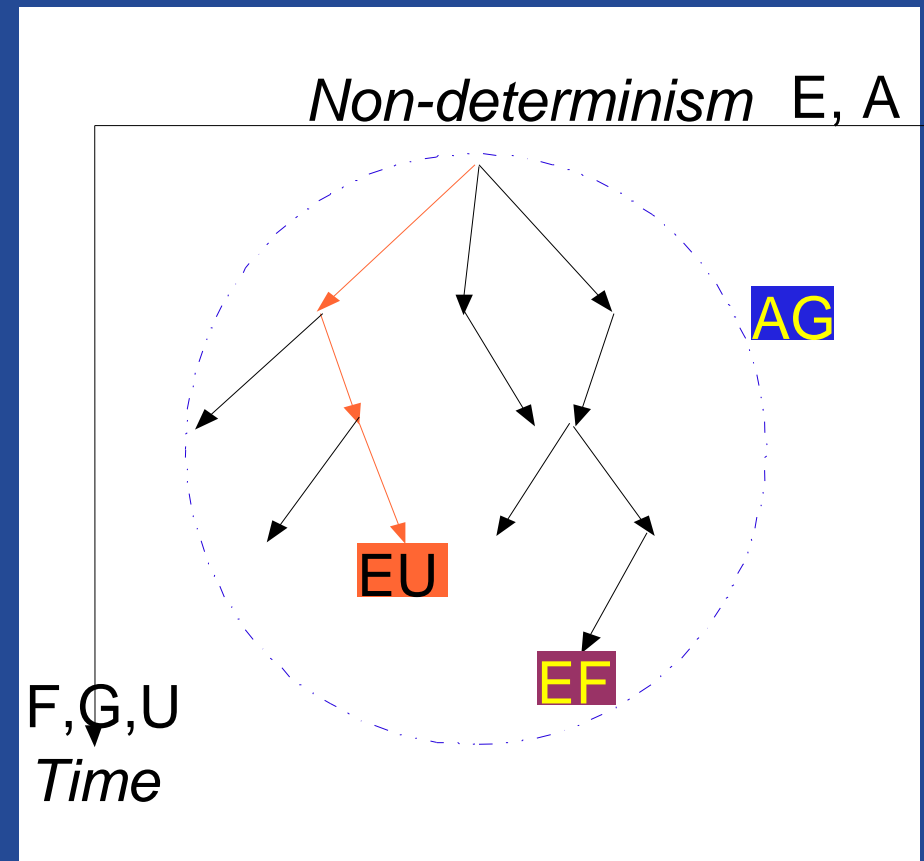 Non-determinism E, A
AG
EU
EF
F,G,U
Time